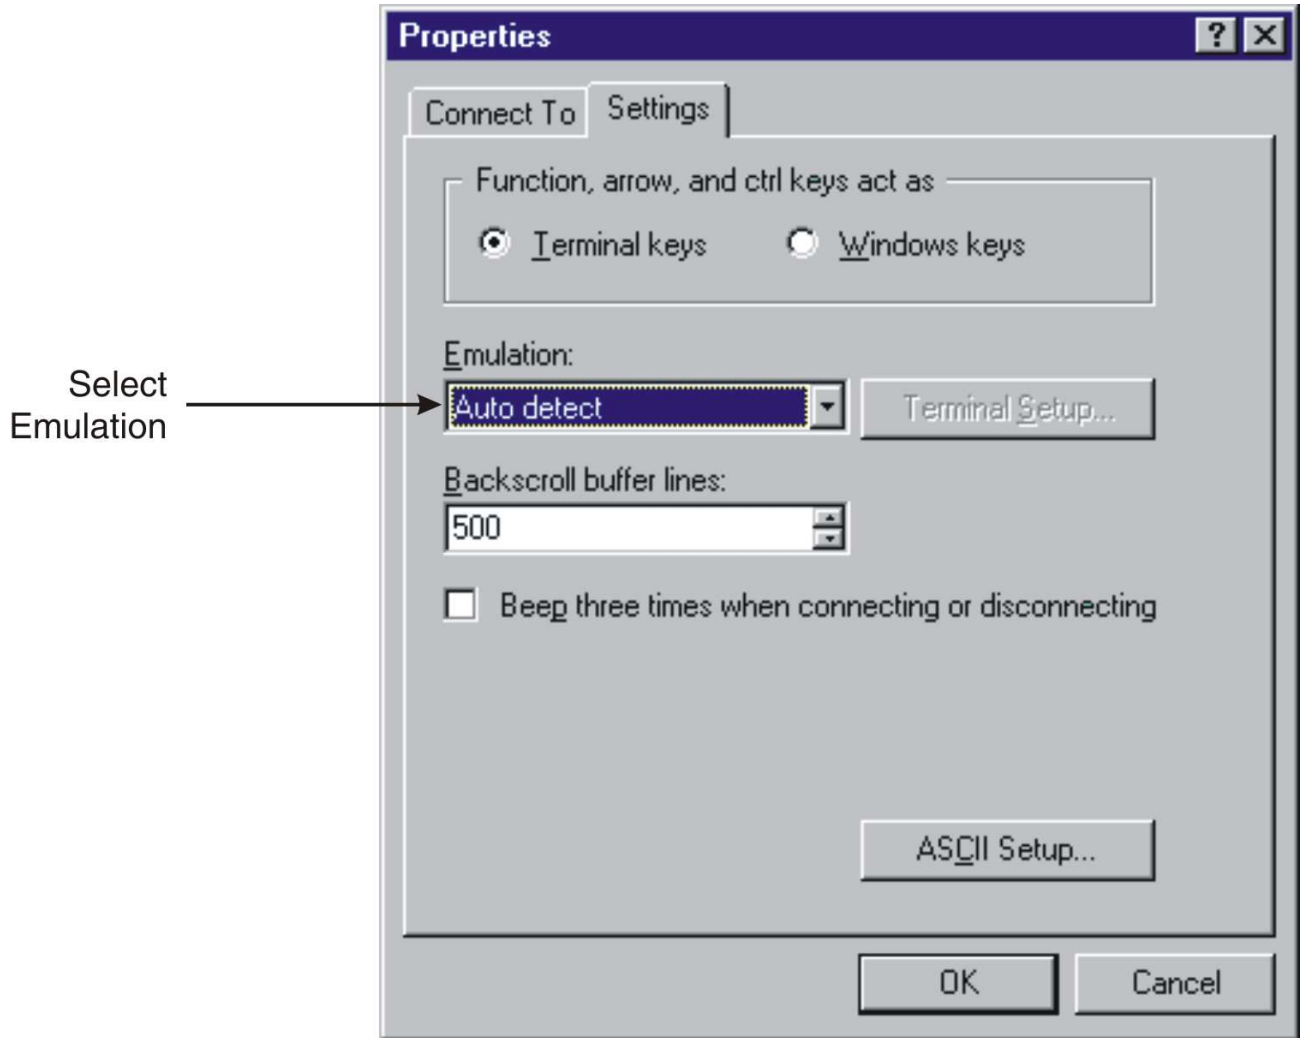 Properties
Connect To
Settings
Function, arrow, and ctrl keys act as
Terminal keys
Windows keys
Emulation:
Select
Emulation
Auto detect
Terminal Setup...
Backscroll buffer lines:
500
Beep three times when connecting or disconnecting
ASCII Setup...
OK
Cancel